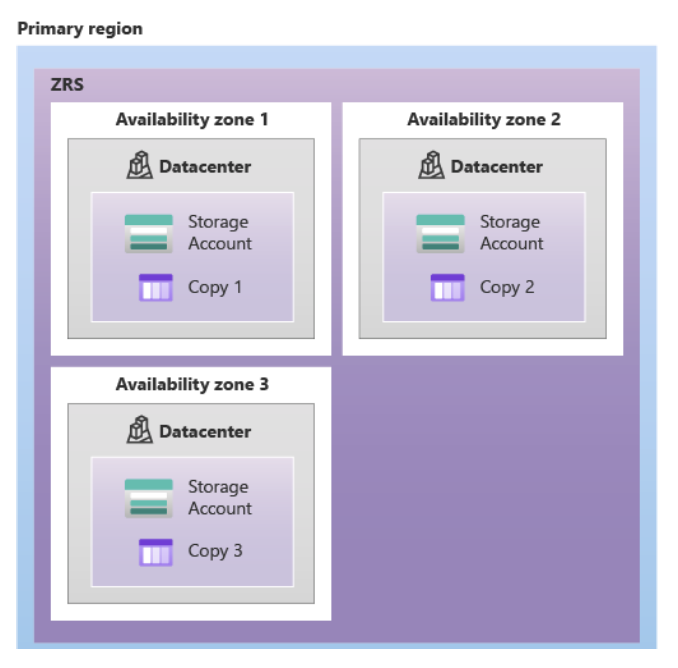 Primary region
ZRS
Availability zone 1
Datacenter
Storage
Account
Copy 1
Availability zone 2
Datacenter
Storage
Account
Copy 2
Availability zone 3
Datacenter
Storage
Account
Copy 3